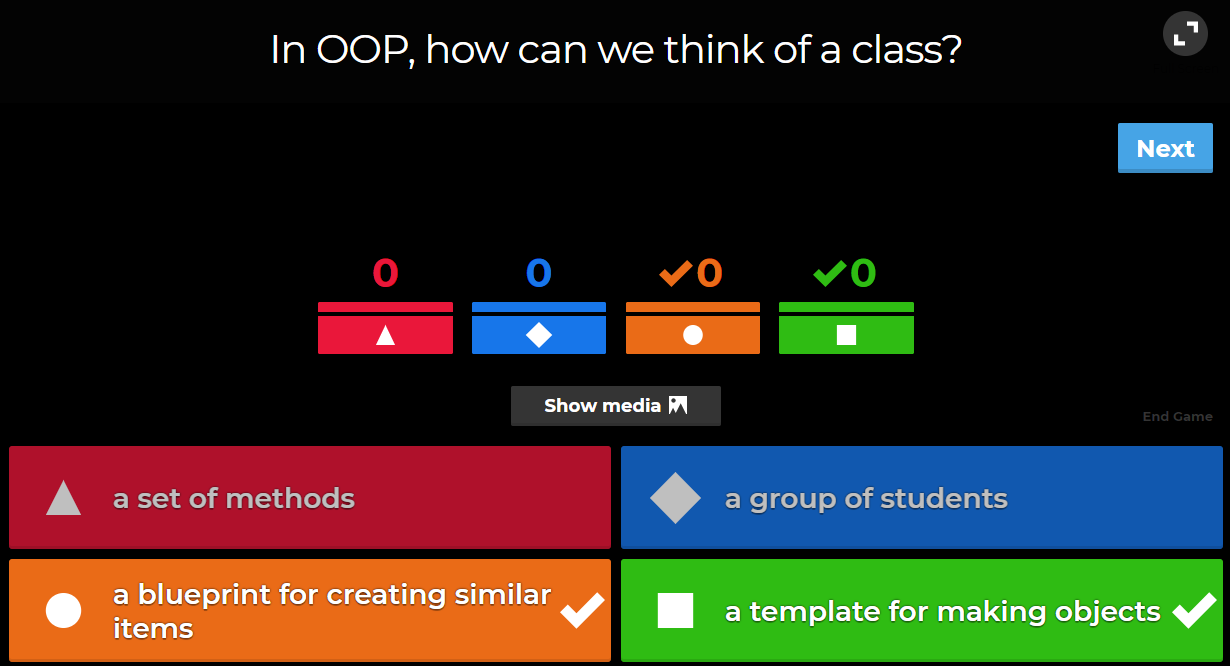 In OOP, how can we think of a class?
Next
0
0
0
0
Show media
End Game
a set of methods
a group of students
a blueprint for creating similar
items
a template for making objects